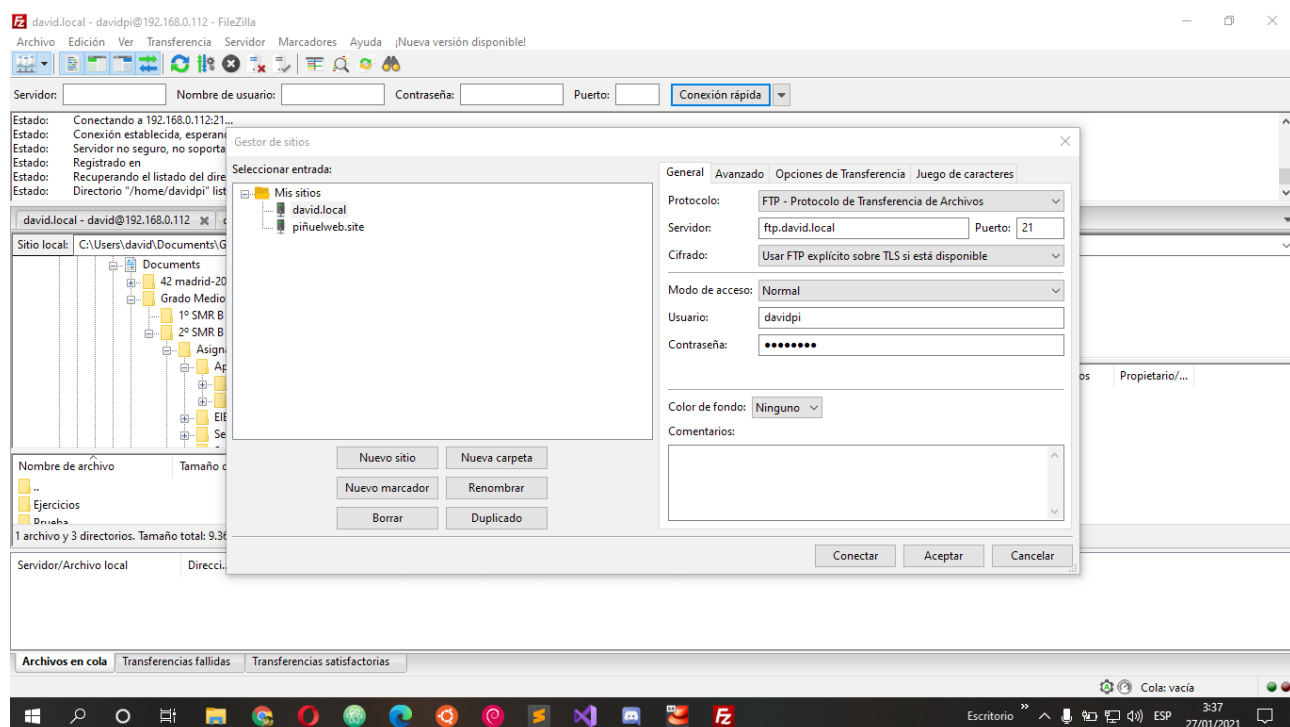 david.local - davidpi@192.168.0.112 - FileZilla
Archivo Edición Ver Transferencia Servidor Marcadores Ayuda ¡Nueva versión disponible!
Servidor: Nombre de usuario: Contraseña: Puerto: Conexión rápida
Estado: Conectando a 192.168.0.112:21...
Estado: Conexión establecida, esperan
Estado: Servidor no seguro, no soporta
Estado: Registrado en
Estado: Recuperando el listado del dire
Estado: Directorio "/home/davidpi" list
david.local - david@192.168.0.112
Sitio local: C:\Users\david\Documents\G
Documents
42 madrid-20
Grado Medio
1º SMR B
2º SMR B
Asign
Ap
EIE
Se
Nombre de archivo Tamaño
..
Ejercicios
Prueba
1 archivo y 3 directorios. Tamaño total: 9.36
Gestor de sitios
Seleccionar entrada:
Mis sitios
david.local
piñuelweb.site
Nuevo sitio Nueva carpeta
Nuevo marcador Renombrar
Borrar Duplicado
General Avanzado Opciones de Transferencia Juego de caracteres
Protocolo: FTP - Protocolo de Transferencia de Archivos
Servidor: ftp.david.local Puerto: 21
Cifrado: Usar FTP explícito sobre TLS si está disponible
Modo de acceso: Normal
Usuario: davidpi
Contraseña: ●●●●●●●●
Color de fondo: Ninguno
Comentarios:
Conectar Aceptar Cancelar
os Propietario/...
Servidor/Archivo local Direcci...
Archivos en cola Transferencias fallidas Transferencias satisfactorias
Cola: vacía
Escritorio » ESP 3:37
27/01/2021